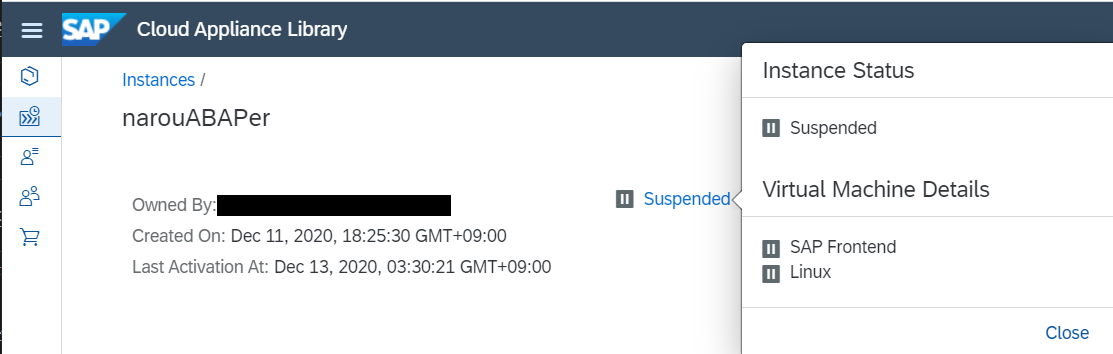 SAP Cloud Appliance Library
Instances /
narouABAPer
Owned By:
Created On: Dec 11, 2020, 18:25:30 GMT+09:00
Last Activation At: Dec 13, 2020, 03:30:21 GMT+09:00
Suspended
Instance Status
Suspended
Virtual Machine Details
SAP Frontend
Linux
Close